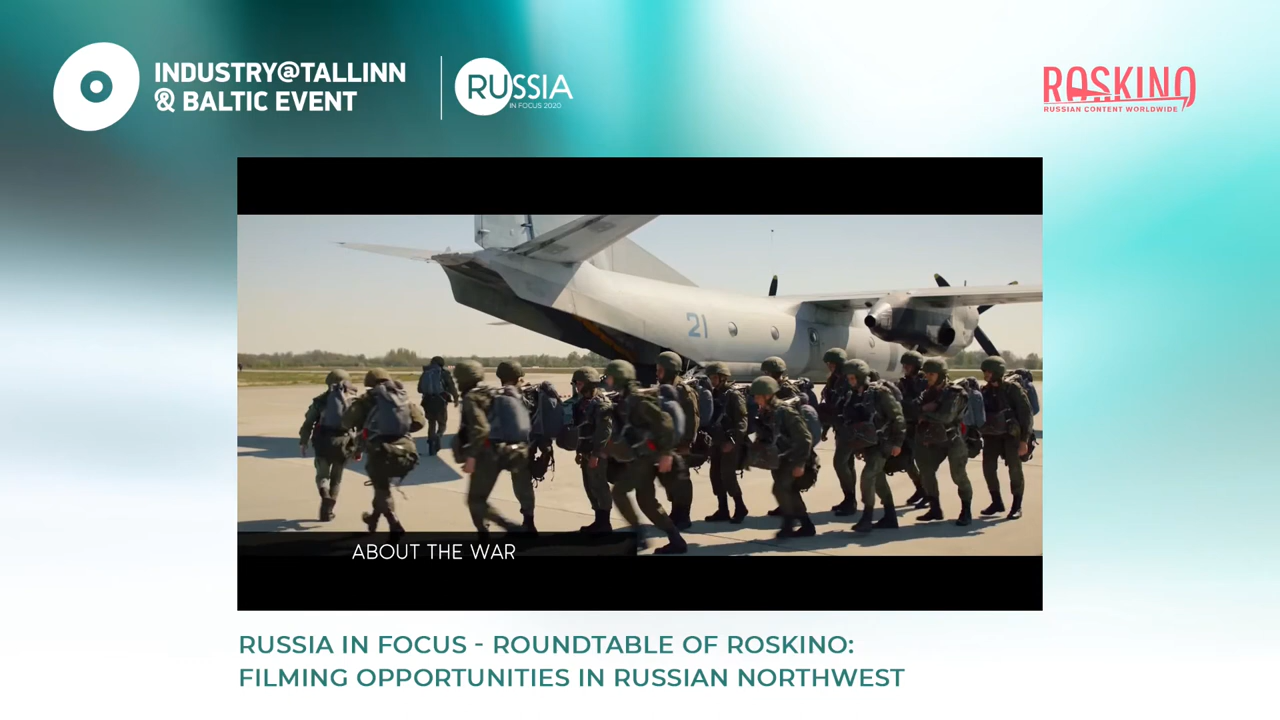 INDUSTRY@TALLINN
& BALTIC EVENT
RUSSIA
IN FOCUS 2020
ROSKINO
RUSSIAN CONTENT WORLDWIDE
21
ABOUT THE WAR
RUSSIA IN FOCUS - ROUNDTABLE OF ROSKINO:
FILMING OPPORTUNITIES IN RUSSIAN NORTHWEST